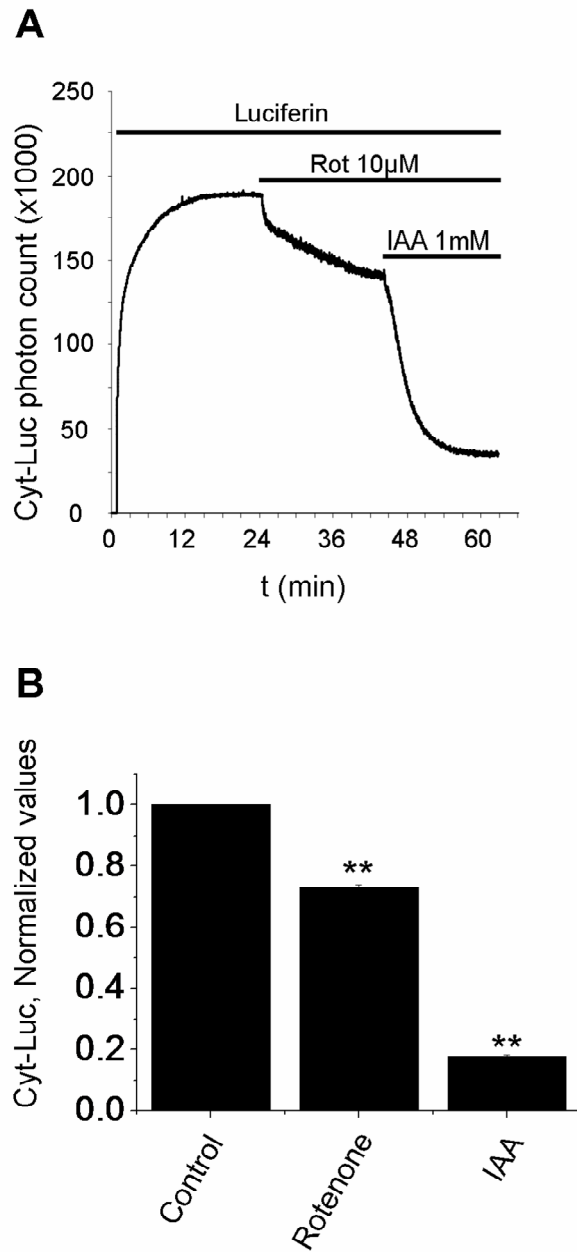 A
250
200
150
100
50
0
Cyt-Luc photon count (x1000)
Luciferin
Rot 10µM
IAA 1mM
0 12 24 36 48 60
t (min)
B
Cyt-Luc, Normalized values
1.0
0.8
0.6
0.4
0.2
0.0
**
**
Control
Rotenone
IAA